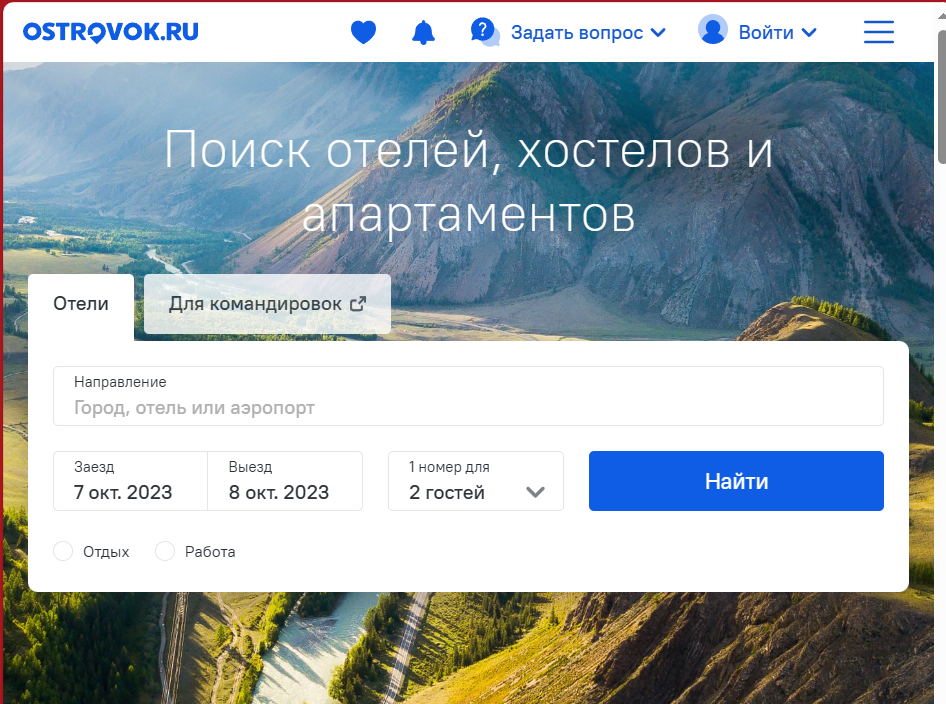 OSTROVOK.RU
?
Задать вопрос
Войти
Поиск отелей, хостелов и
апартаментов
Отели
Для командировок
Направление
Город, отель или аэропорт
Заезд
7 окт. 2023
Выезд
8 окт. 2023
1 номер для
2 гостей
Найти
Отдых
Работа